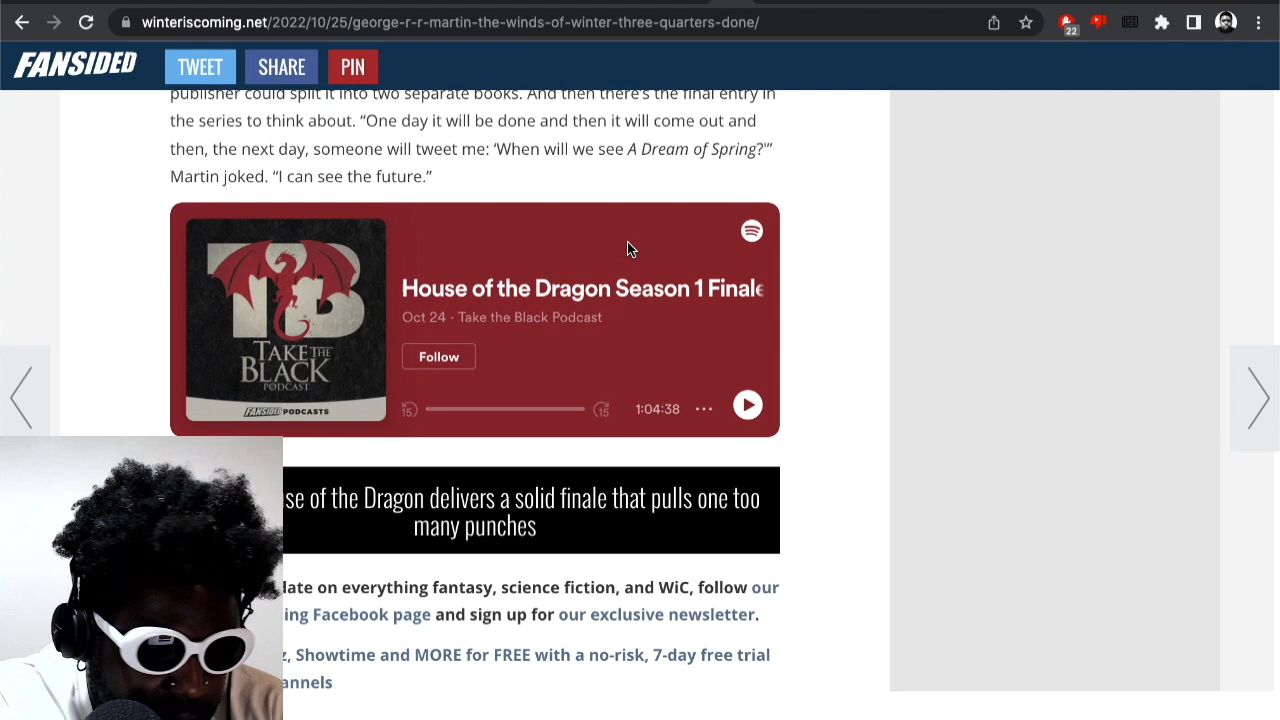 winteriscoming.net/2022/10/25/george-r-r-martin-the-winds-of-winter-three-quarters-done/
22
FANSIDED
TWEET
SHARE
PIN
publisher could split it into two separate books. And then there's the final entry in
the series to think about. “One day it will be done and then it will come out and
then, the next day, someone will tweet me: ‘When will we see A Dream of Spring?’”
Martin joked. “I can see the future.”
TB
TAKE THE
BLACK
PODCAST
FANSIDED PODCASTS
House of the Dragon Season 1 Finale
Oct 24 · Take the Black Podcast
Follow
15
15
1:04:38
se of the Dragon delivers a solid finale that pulls one too
many punches
date on everything fantasy, science fiction, and WiC, follow our
ing Facebook page and sign up for our exclusive newsletter.
z, Showtime and MORE for FREE with a no-risk, 7-day free trial
annels